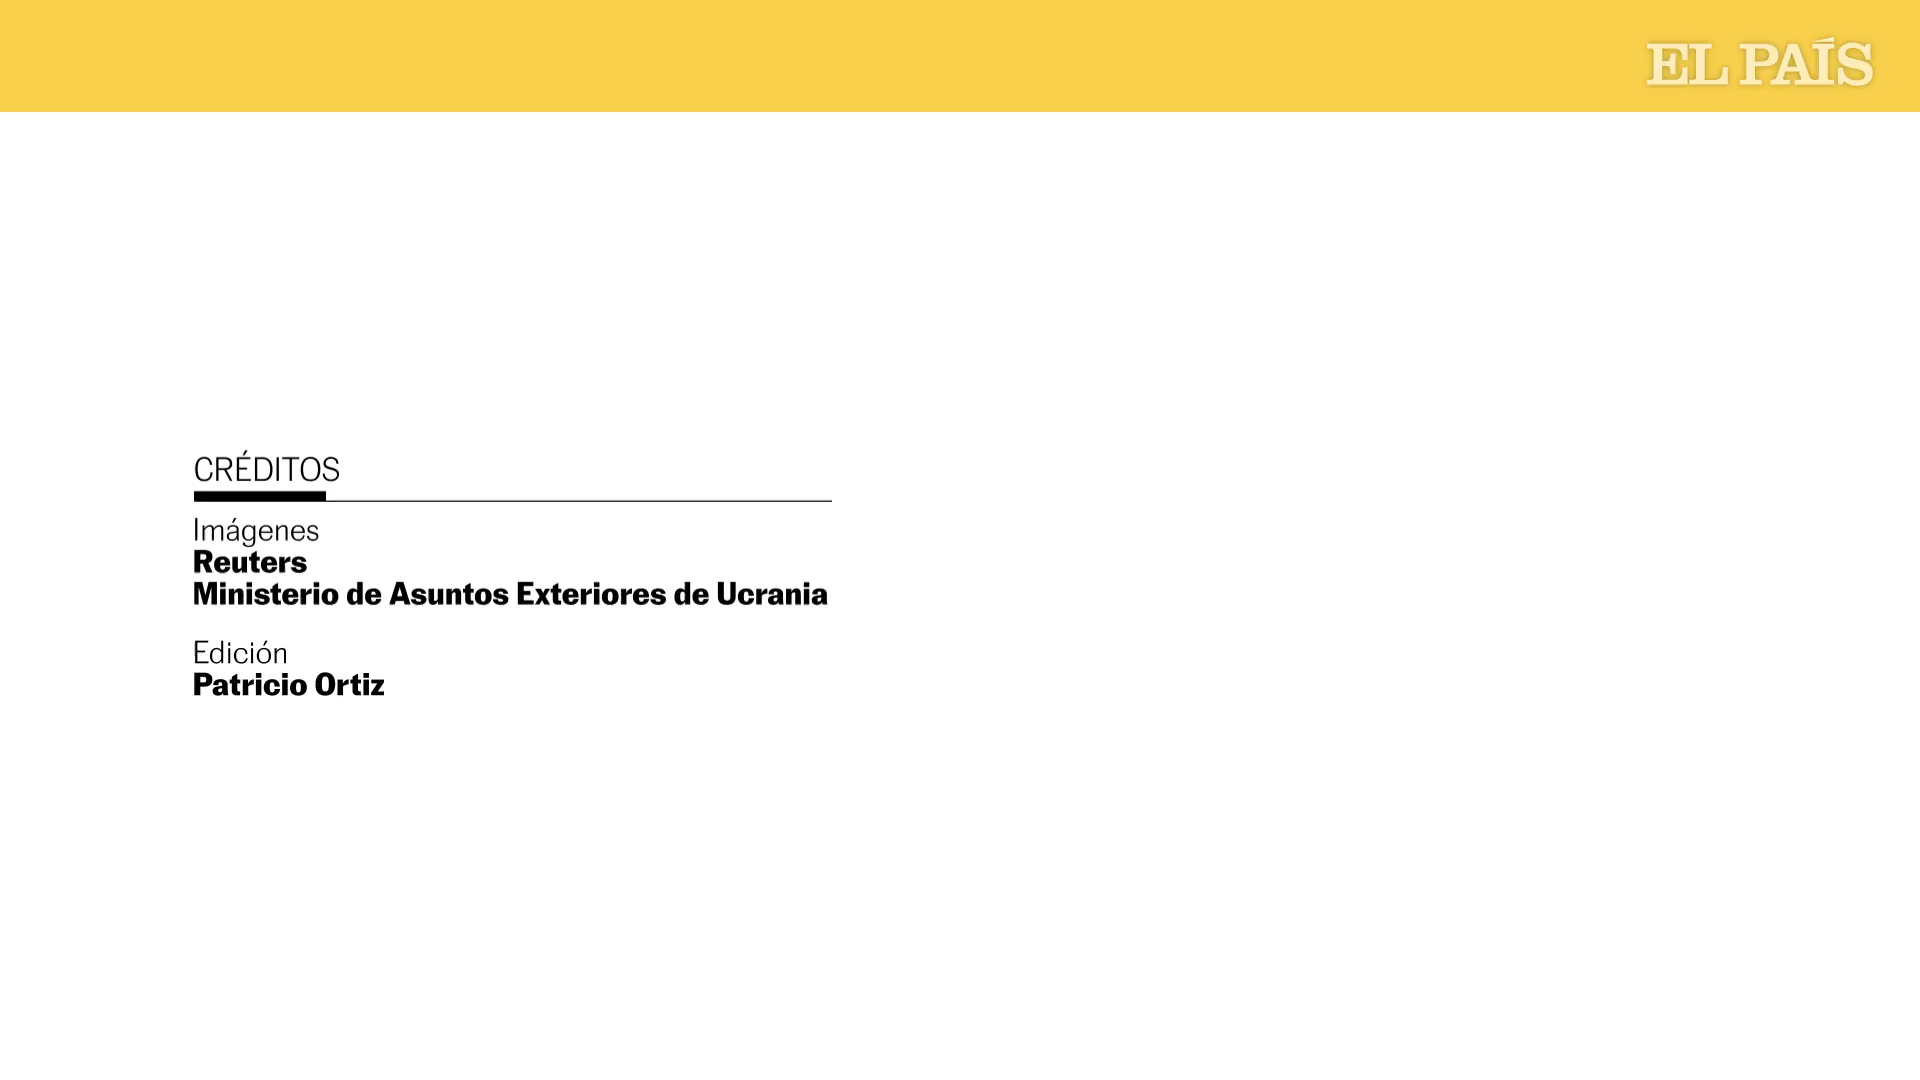 EL PAÍS
CRÉDITOS
Imágenes
Reuters
Ministerio de Asuntos Exteriores de Ucrania
Edición
Patricio Ortiz